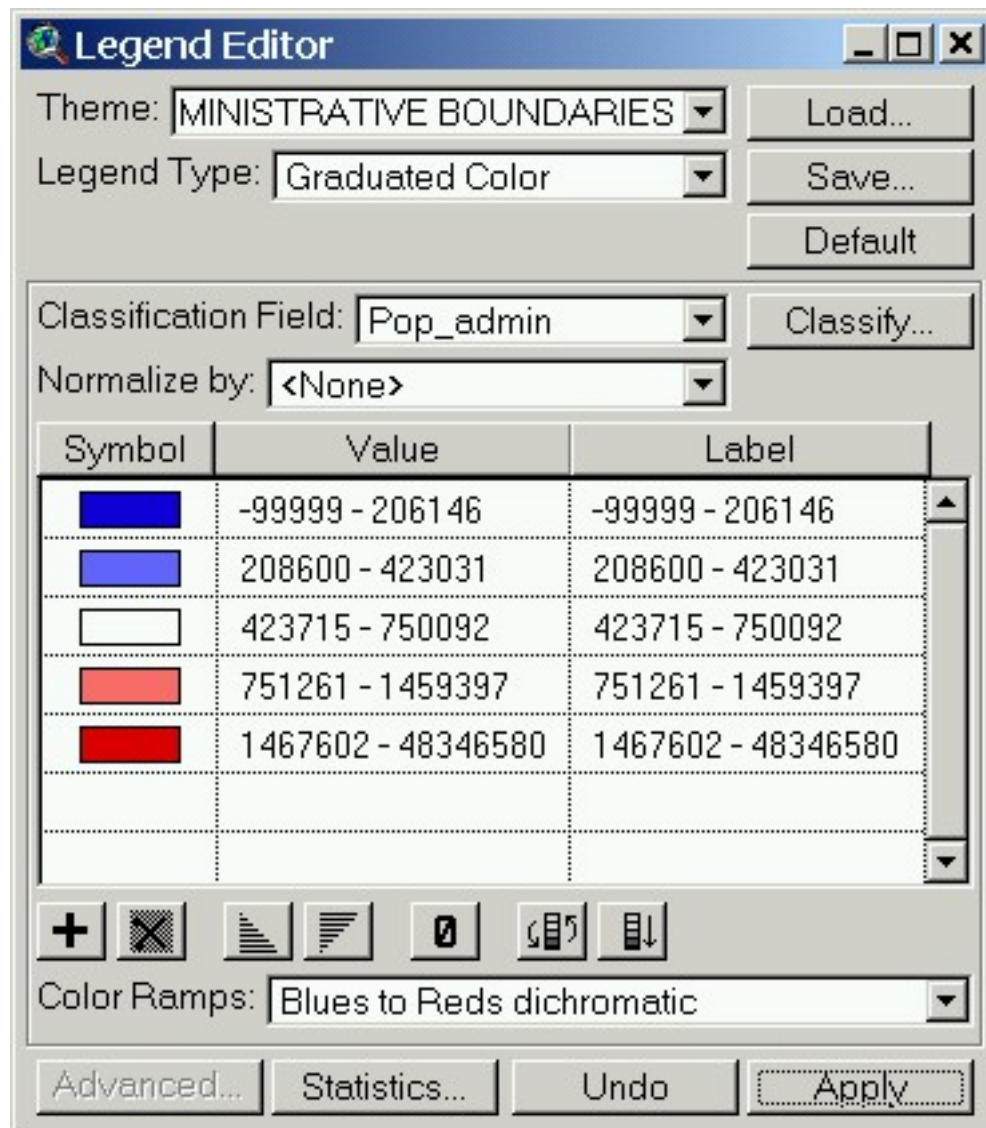 Legend Editor
Theme: MINISTRATIVE BOUNDARIES Load...
Legend Type: Graduated Color Save...
Default
Classification Field: Pop_admin Classify...
Normalize by: <None>
Symbol Value Label
-99999 - 206146 -99999 - 206146
208600 - 423031 208600 - 423031
423715 - 750092 423715 - 750092
751261 - 1459397 751261 - 1459397
1467602 - 48346580 1467602 - 48346580
0
Color Ramps: Blues to Reds dichromatic
Advanced... Statistics... Undo Apply